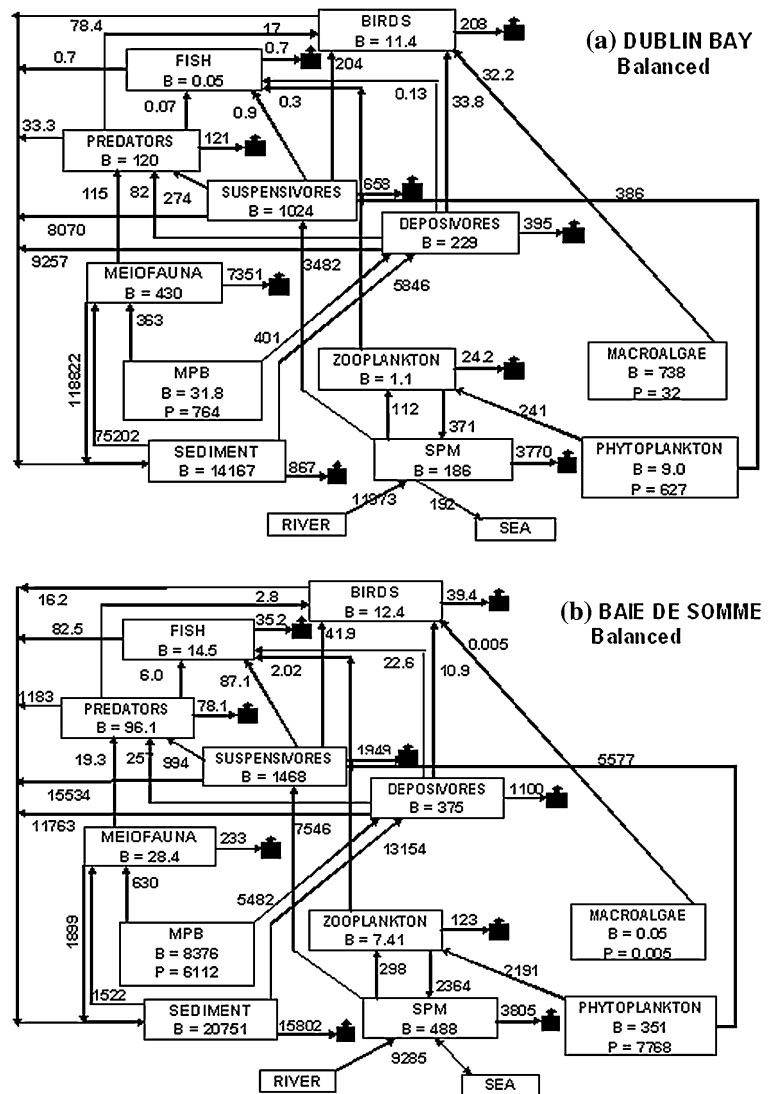 78.4
17
BIRDS
B = 11.4
208
(a) DUBLIN BAY
Balanced
0.7
FISH
B = 0.05
0.7
204
32.2
0.07
0.9
0.3
0.13
33.8
33.3
PREDATORS
B = 120
121
115
82
274
SUSPENSIVORES
B = 1024
658
386
8070
9257
DEPOSIVORES
B = 229
395
3482
5846
MEIOFAUNA
B = 430
7351
363
401
118822
MPB
B = 31.8
P = 764
ZOOPLANKTON
B = 1.1
24.2
MACROALGAE
B = 738
P = 32
112
371
241
75202
SEDIMENT
B = 14167
867
SPM
B = 186
3770
PHYTOPLANKTON
B = 9.0
P = 627
11973
192
RIVER
SEA
16.2
2.8
BIRDS
B = 12.4
39.4
(b) BAIE DE SOMME
Balanced
82.5
FISH
B = 14.5
35.2
41.9
0.005
6.0
87.1
2.02
22.6
10.9
1183
PREDATORS
B = 96.1
78.1
19.3
257
994
SUSPENSIVORES
B = 1468
1949
5577
15534
11763
DEPOSIVORES
B = 375
1100
7546
13154
MEIOFAUNA
B = 28.4
233
630
5482
1899
MPB
B = 8376
P = 6112
ZOOPLANKTON
B = 7.41
123
MACROALGAE
B = 0.05
P = 0.005
298
2364
2191
1522
SEDIMENT
B = 20751
15802
SPM
B = 488
3805
PHYTOPLANKTON
B = 351
P = 7768
9285
RIVER
SEA